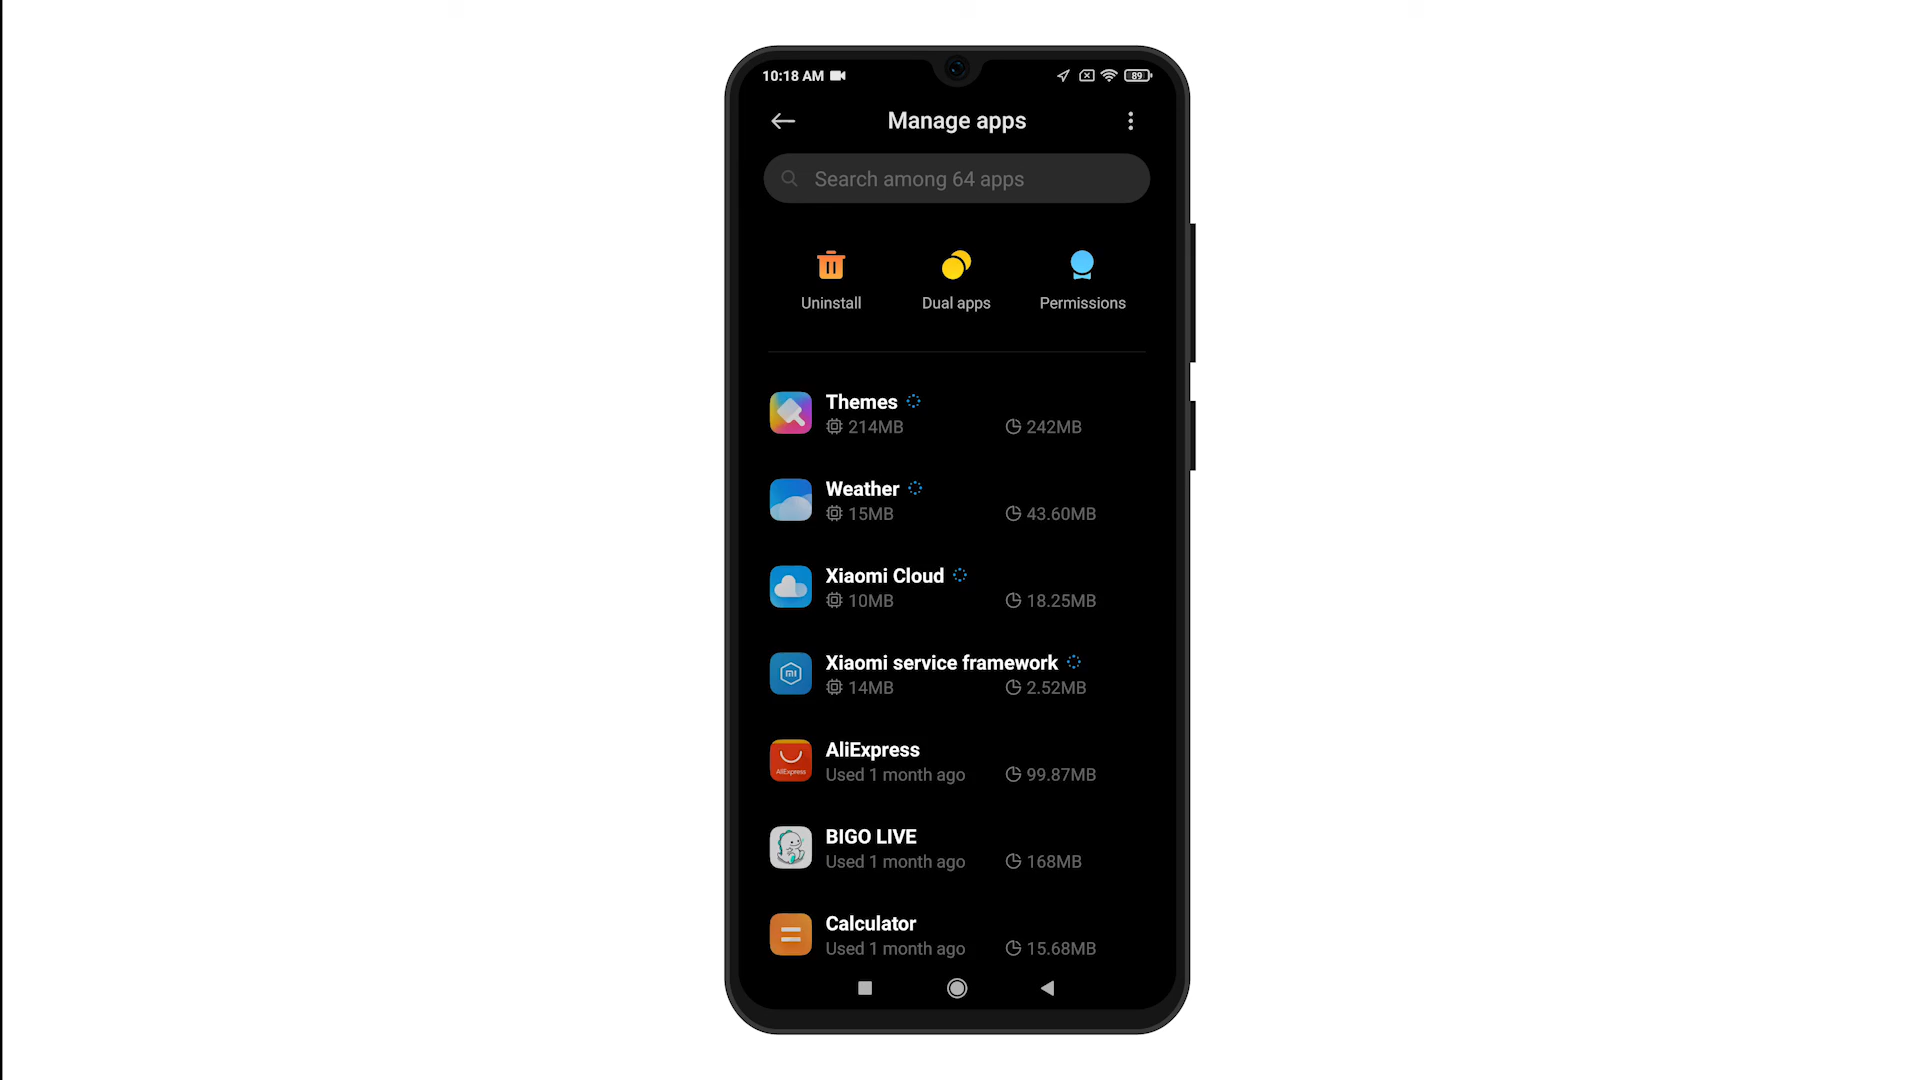 10:18 AM 89
Manage apps
Search among 64 apps
Uninstall Dual apps Permissions
Themes
214MB 242MB
Weather
15MB 43.60MB
Xiaomi Cloud
10MB 18.25MB
Xiaomi service framework
14MB 2.52MB
AliExpress
AliExpress
Used 1 month ago 99.87MB
BIGO LIVE
Used 1 month ago 168MB
Calculator
Used 1 month ago 15.68MB